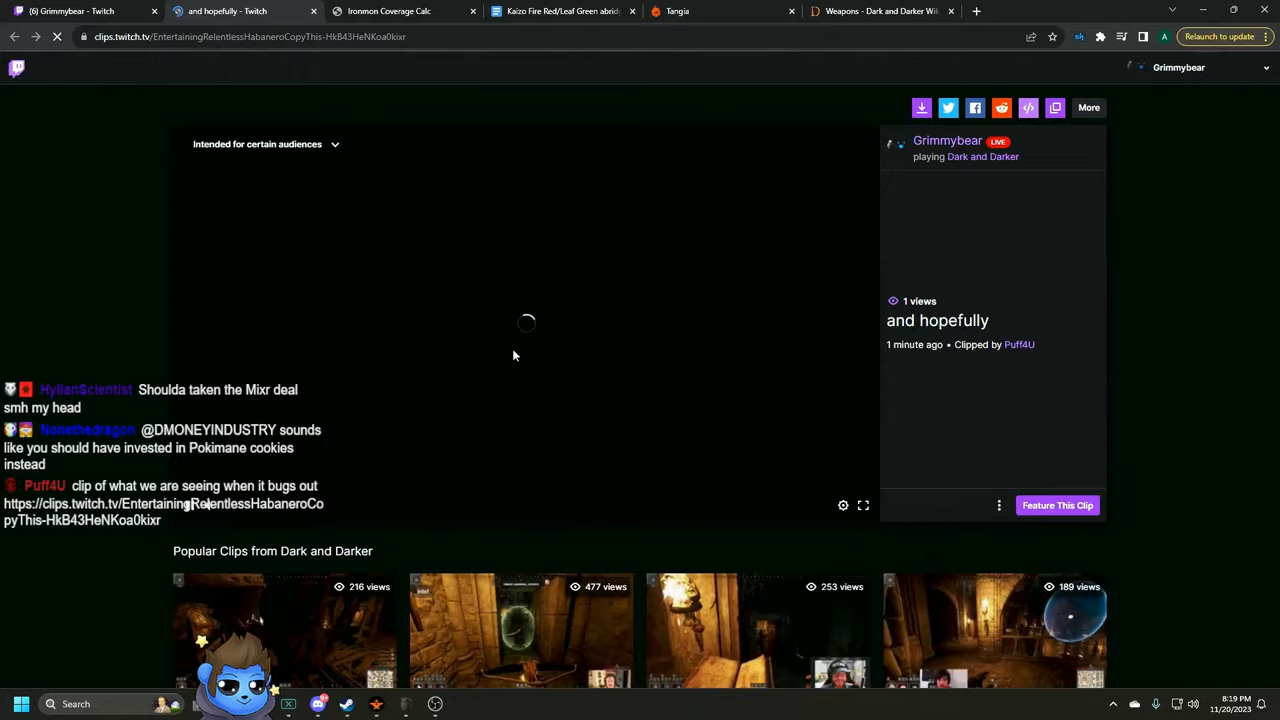 (6) Grimmybear - Twitch
and hopefully - Twitch
Ironmon Coverage Calc
Kaizo Fire Red/Leaf Green abridg
Tangia
Weapons - Dark and Darker Wik
clips.twitch.tv/EntertainingRelentlessHabaneroCopyThis-HkB43HeNKoa0kixr
A
Relaunch to update
Grimmybear
More
Intended for certain audiences
Grimmybear LIVE
playing Dark and Darker
1 views
and hopefully
1 minute ago • Clipped by Puff4U
Feature This Clip
HylianScientist Shoulda taken the Mixr deal
smh my head
Nonethedragon @DMONEYINDUSTRY sounds
like you should have invested in Pokimane cookies
instead
Puff4U clip of what we are seeing when it bugs out
https://clips.twitch.tv/EntertainingRelentlessHabaneroCo
pyThis-HkB43HeNKoa0kixr
Popular Clips from Dark and Darker
216 views
477 views
253 views
189 views
Search
8:19 PM
11/20/2023